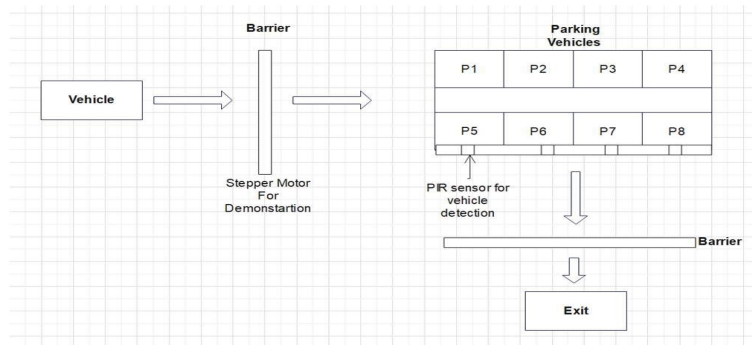 Barrier
Parking
Vehicles
P1 P2 P3 P4
Vehicle
P5 P6 P7 P8
Stepper Motor
For
Demonstartion
PIR sensor for
vehicle
detection
Barrier
Exit